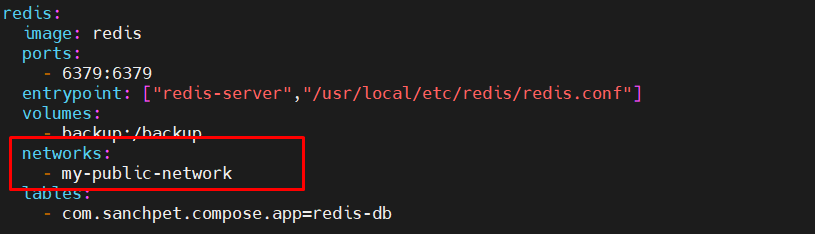 redis:
image: redis
ports:
- 6379:6379
entrypoint: ["redis-server","/usr/local/etc/redis/redis.conf"]
volumes:
- backup:/backup
networks:
- my-public-network
lables:
- com.sanchpet.compose.app=redis-db